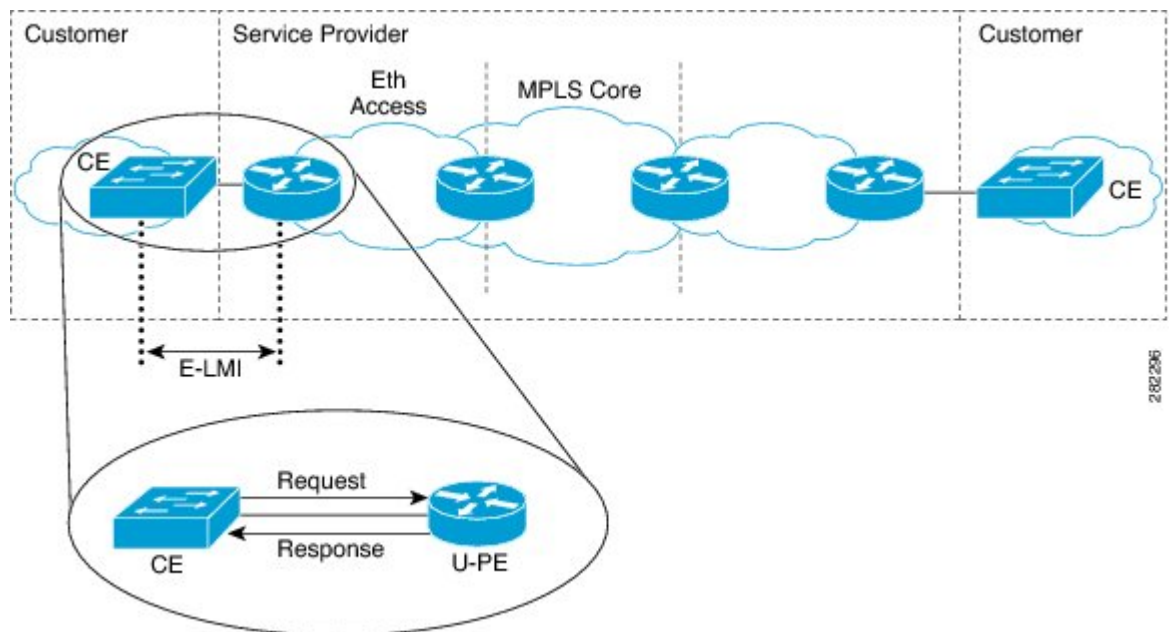 Customer
Service Provider
Customer
Eth
Access
MPLS Core
CE
CE
E-LMI
282296
Request
Response
CE
U-PE